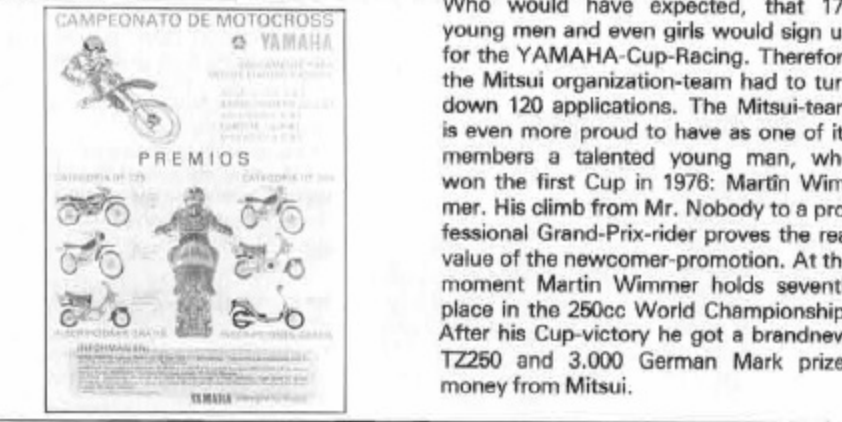 CAMPEONATO DE MOTOCROSS
YAMAHA
PREMIOS
CATEGORIA DT 125
INFORMACION:
YAMAHA
Who would have expected, that 17
young men and even girls would sign u
for the YAMAHA-Cup-Racing. Therefor
the Mitsui organization-team had to tur
down 120 applications. The Mitsui-tear
is even more proud to have as one of it
members a talented young man, wh
won the first Cup in 1976: Martin Wim
mer. His climb from Mr. Nobody to a pro
fessional Grand-Prix-rider proves the rea
value of the newcomer-promotion. At th
moment Martin Wimmer holds sevent
place in the 250cc World Championship
After his Cup-victory he got a brandnew
TZ250 and 3.000 German Mark prize
money from Mitsui.